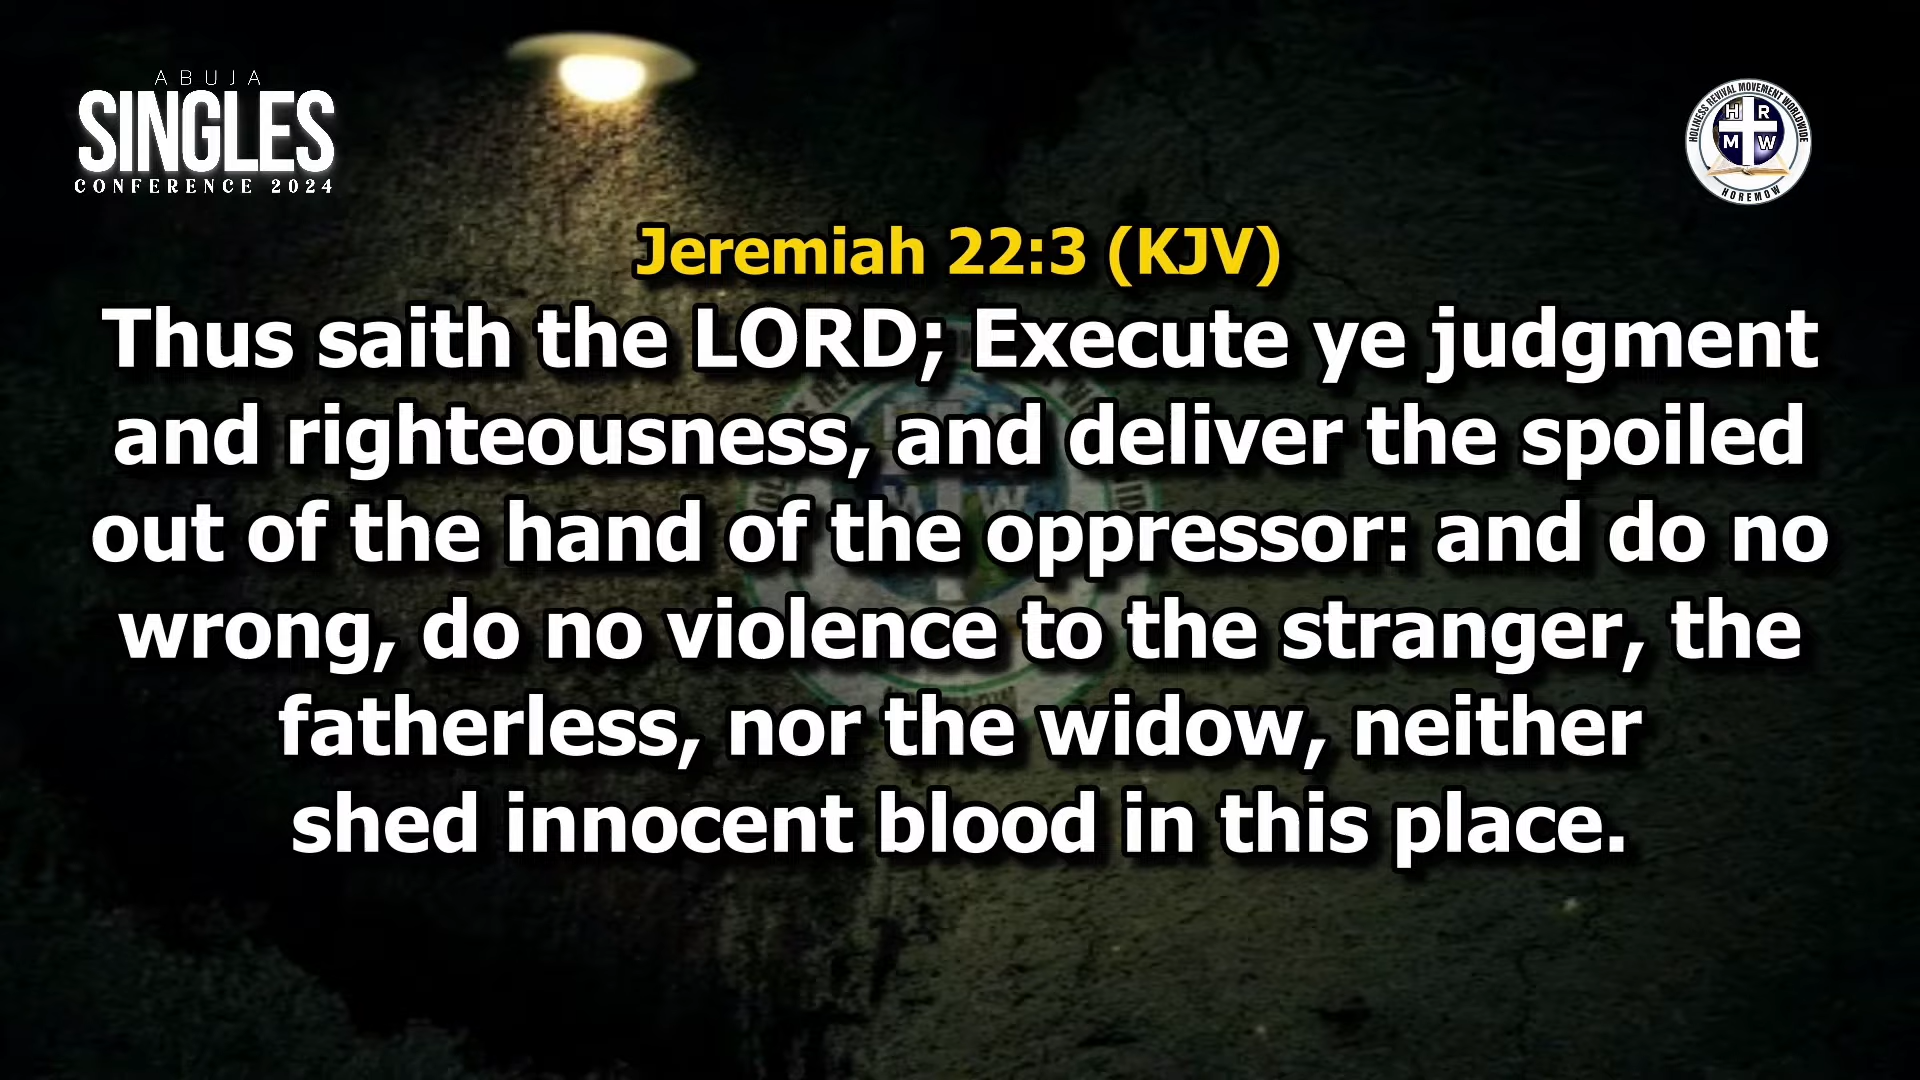 ABUJA
SINGLES
CONFERENCE 2024
HOLINESS REVIVAL MOVEMENT WORLDWIDE
H R
M W
HOREMOW
Jeremiah 22:3 (KJV)
Thus saith the LORD; Execute ye judgment
and righteousness, and deliver the spoiled
out of the hand of the oppressor: and do no
wrong, do no violence to the stranger, the
fatherless, nor the widow, neither
shed innocent blood in this place.